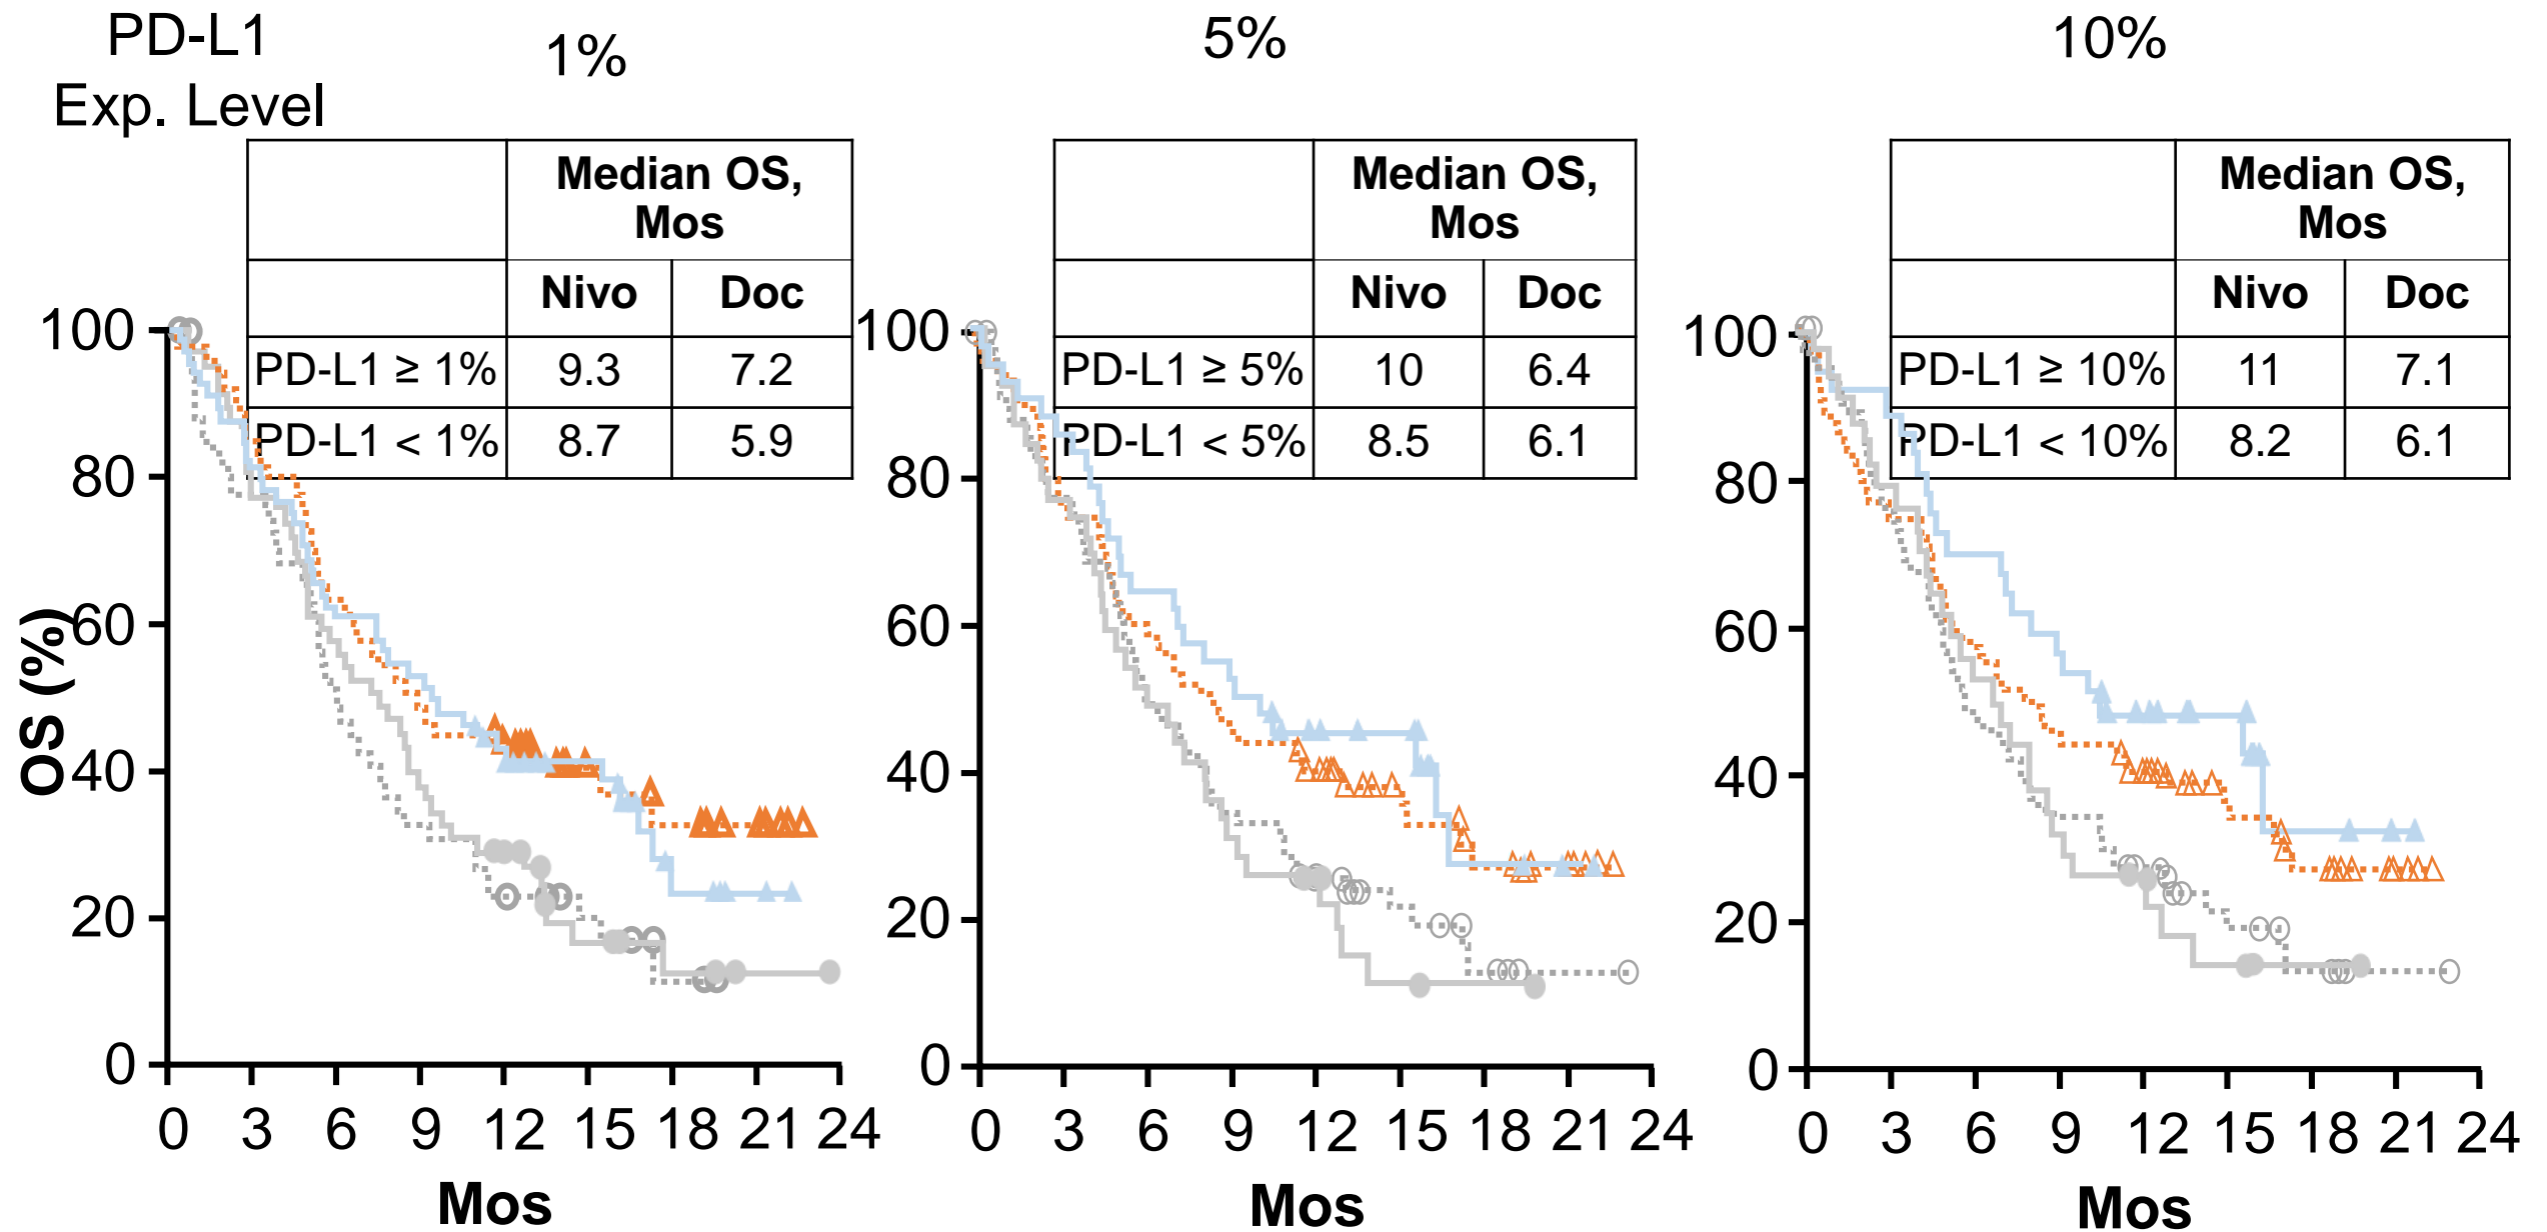 PD-L1
Exp. Level
1%
5%
10%
Median OS,
Mos
Nivo Doc
PD-L1 ≥ 1% 9.3 7.2
PD-L1 < 1% 8.7 5.9
Median OS,
Mos
Nivo Doc
PD-L1 ≥ 5% 10 6.4
PD-L1 < 5% 8.5 6.1
Median OS,
Mos
Nivo Doc
PD-L1 ≥ 10% 11 7.1
PD-L1 < 10% 8.2 6.1
OS (%)
100
80
60
40
20
0
0 3 6 9 12 15 18 21 24
Mos
100
80
60
40
20
0
0 3 6 9 12 15 18 21 24
Mos
100
80
60
40
20
0
0 3 6 9 12 15 18 21 24
Mos